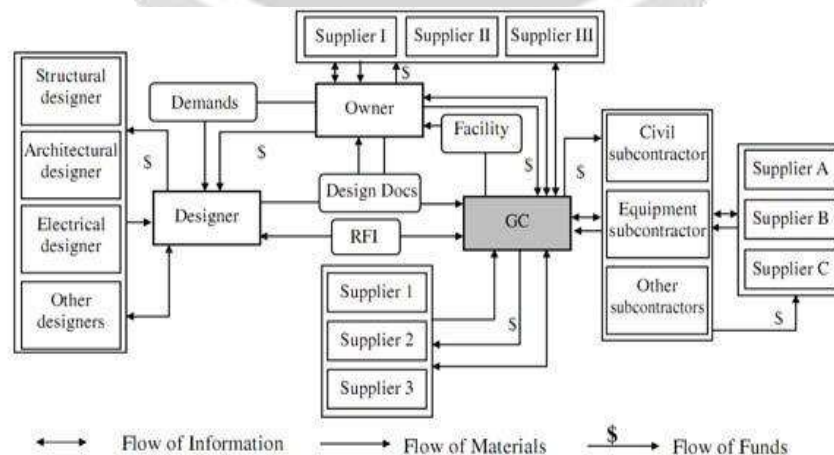 Supplier I
Supplier II
Supplier III
$
Structural
designer
Architectural
designer
Electrical
designer
Other
designers
$
Demands
Owner
$
Facility
$
$
Design Docs
Designer
RFI
GC
Civil
subcontractor
Equipment
subcontractor
Other
subcontractors
Supplier A
Supplier B
Supplier C
$
Supplier 1
Supplier 2
Supplier 3
$
Flow of Information
Flow of Materials
$
Flow of Funds